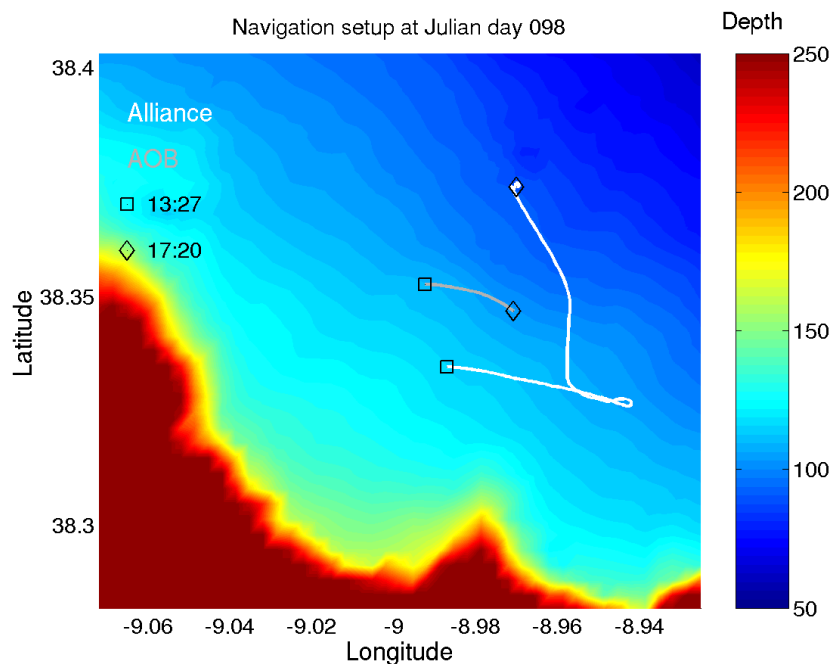 Navigation setup at Julian day 098
Depth
Alliance
AOB
13:27
17:20
38.4
38.35
38.3
Latitude
-9.06
-9.04
-9.02
-9
-8.98
-8.96
-8.94
Longitude
250
200
150
100
50